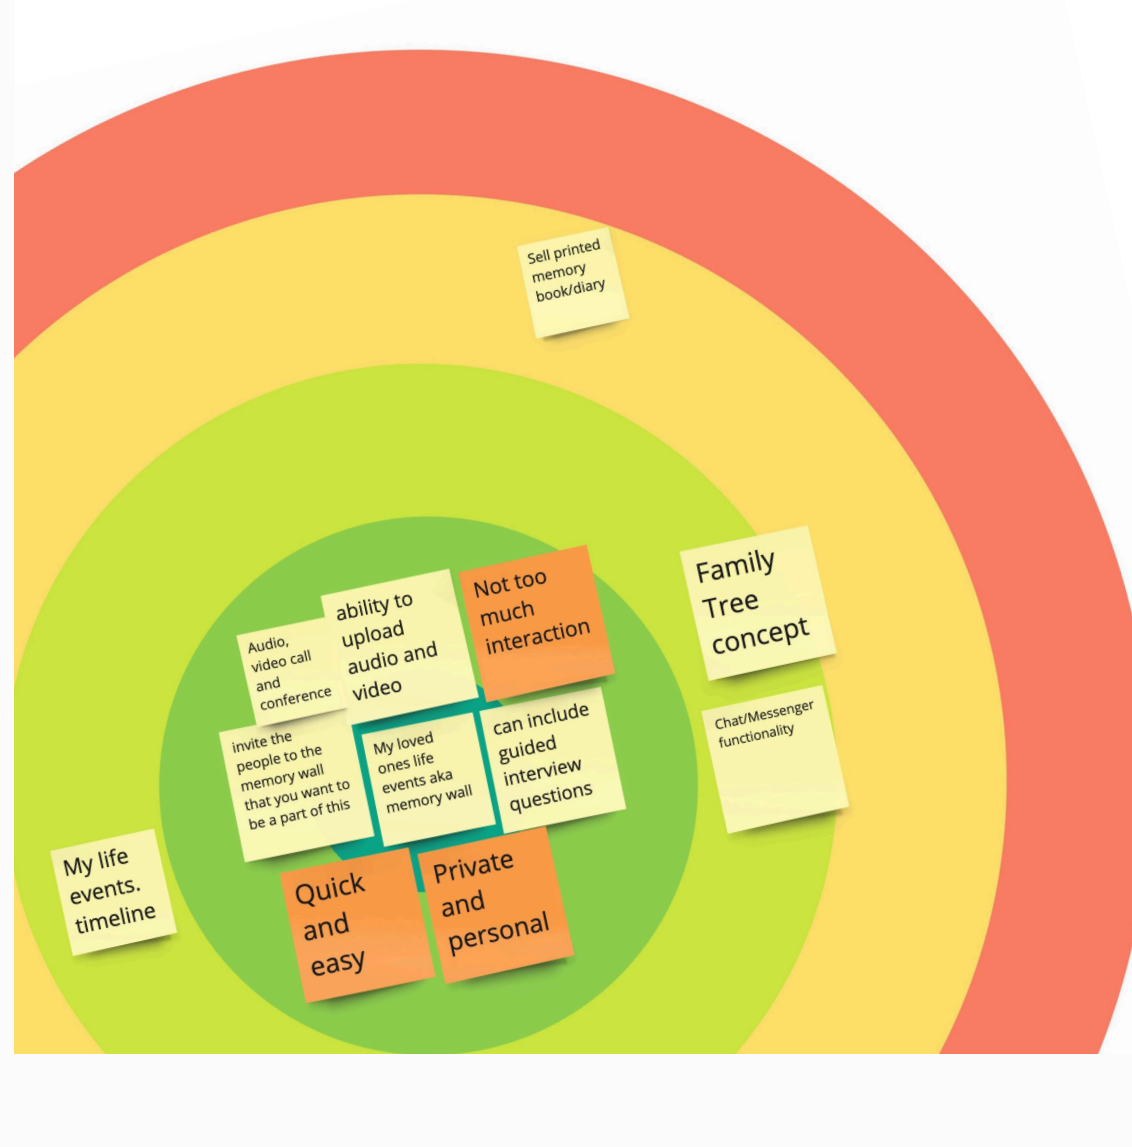 Sell printed
memory
book/diary
Family
Tree
concept
Not too
much
interaction
ability to
upload
audio and
video
Audio,
video call
and
conference
Chat/Messenger
functionality
can include
guided
interview
questions
My loved
ones life
events aka
memory wall
invite the
people to the
memory wall
that you want to
be a part of this
My life
events.
timeline
Quick
and
easy
Private
and
personal